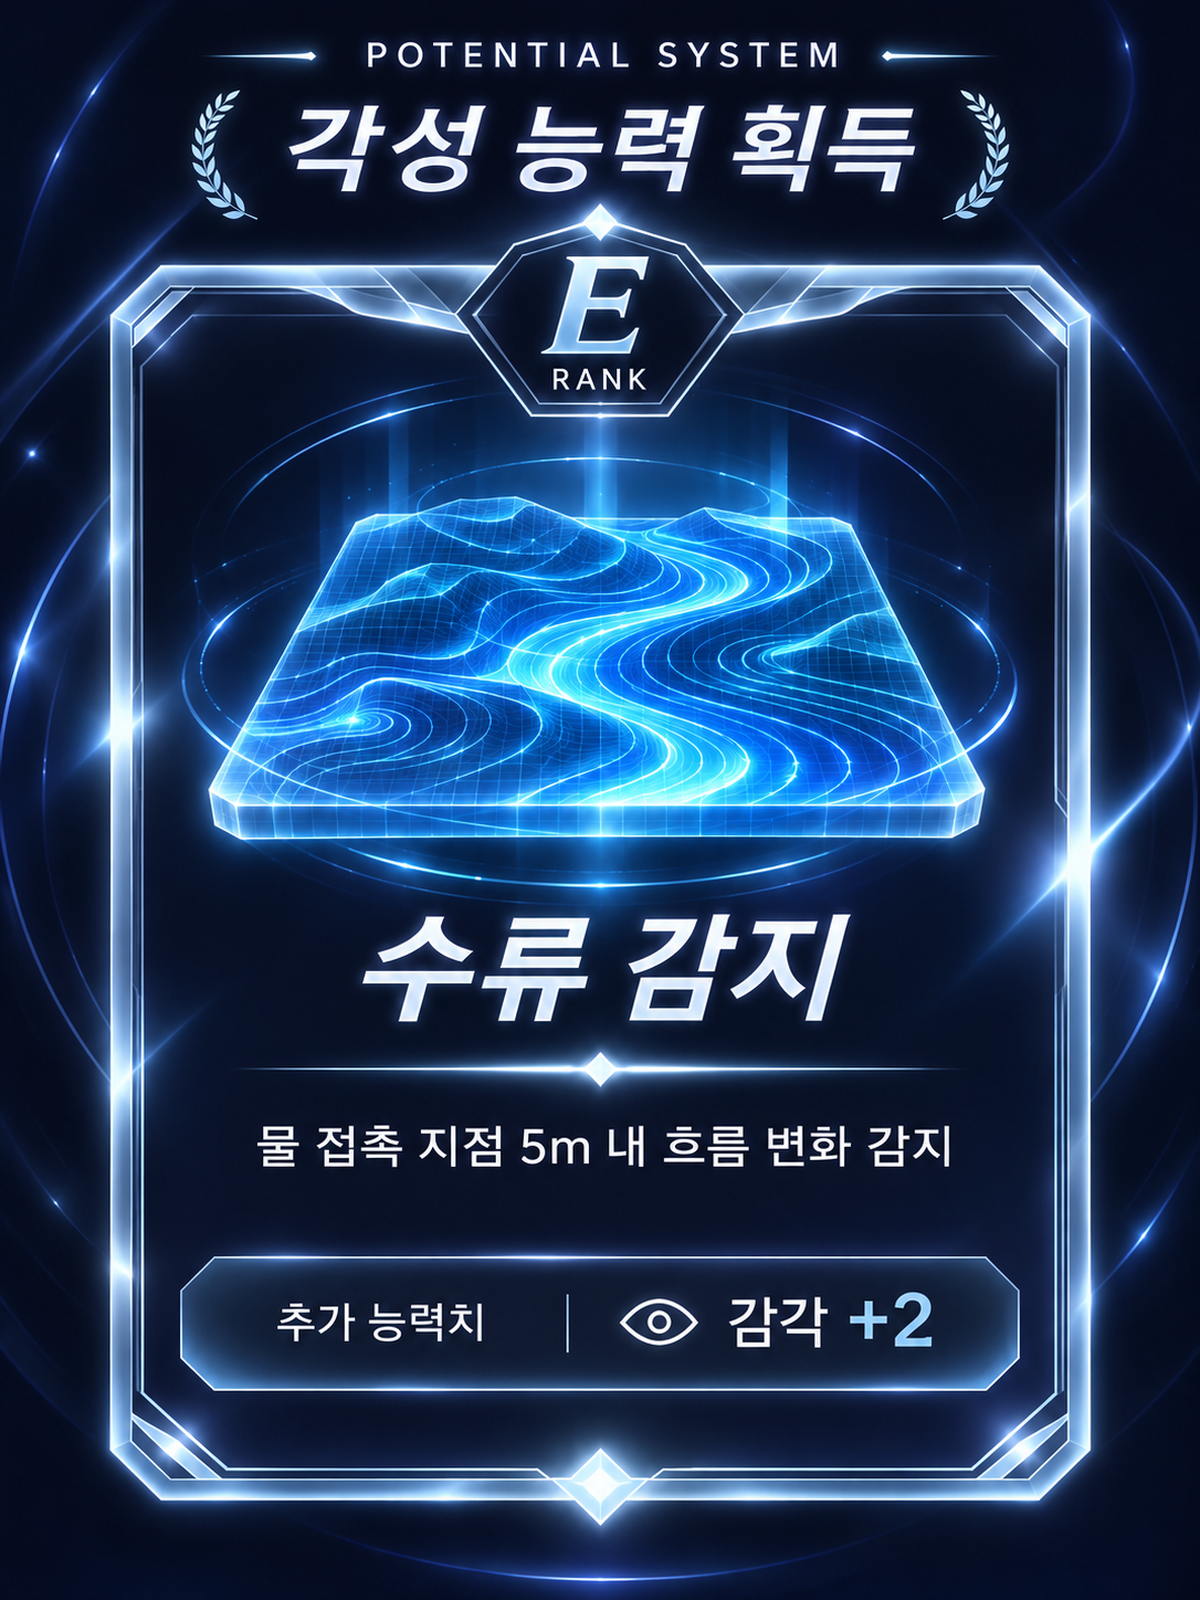 POTENTIAL SYSTEM
각성 능력 획득
E
RANK
수류 감지
물 접촉 지점 5m 내 흐름 변화 감지
추가 능력치
감각 +2